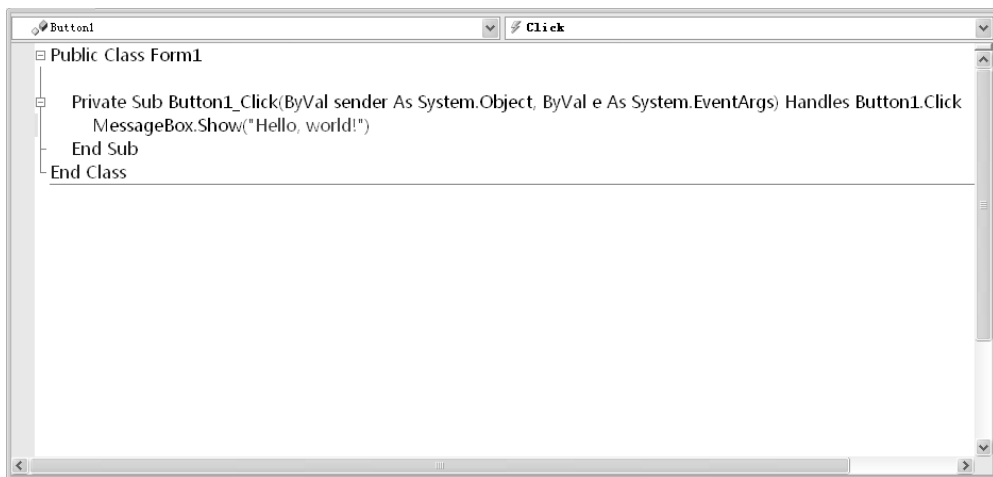 Button1 Click
Public Class Form1
Private Sub Button1_Click(ByVal sender As System.Object, ByVal e As System.EventArgs) Handles Button1.Click
MessageBox.Show("Hello, world!")
End Sub
End Class